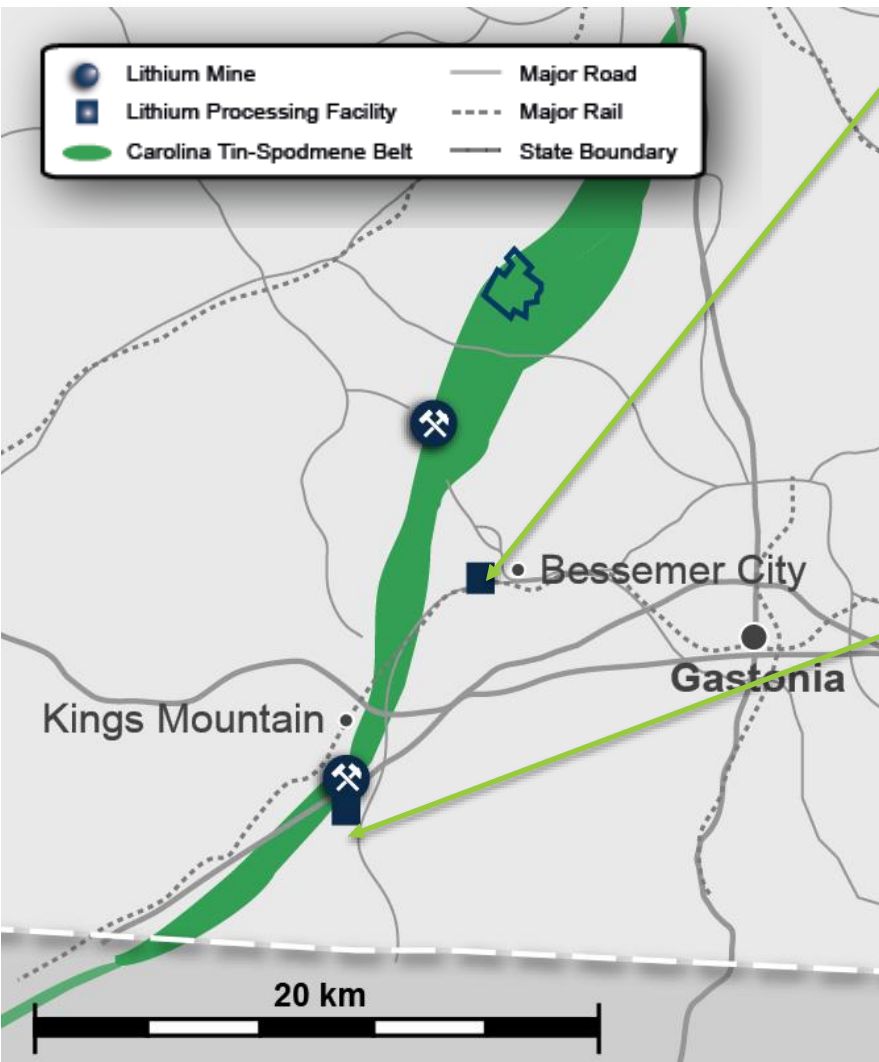 Lithium Mine
Major Road
Lithium Processing Facility
Major Rail
Carolina Tin-Spodmene Belt
State Boundary
Bessemer City
Gastonia
Kings Mountain
20 km